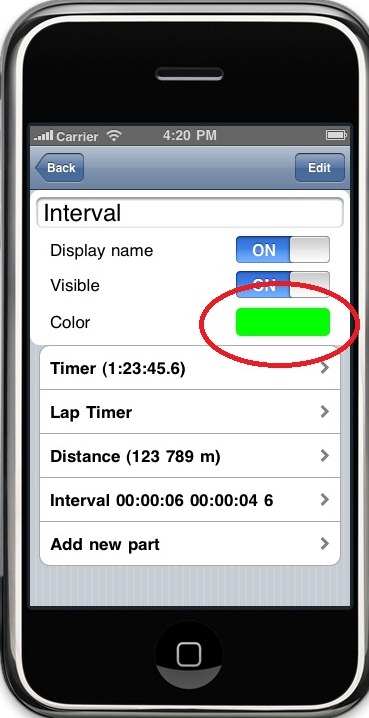 Carrier 4:20 PM
Back Edit
Interval
Display name ON
Visible ON
Color
Timer (1:23:45.6)
Lap Timer
Distance (123 789 m)
Interval 00:00:06 00:00:04 6
Add new part